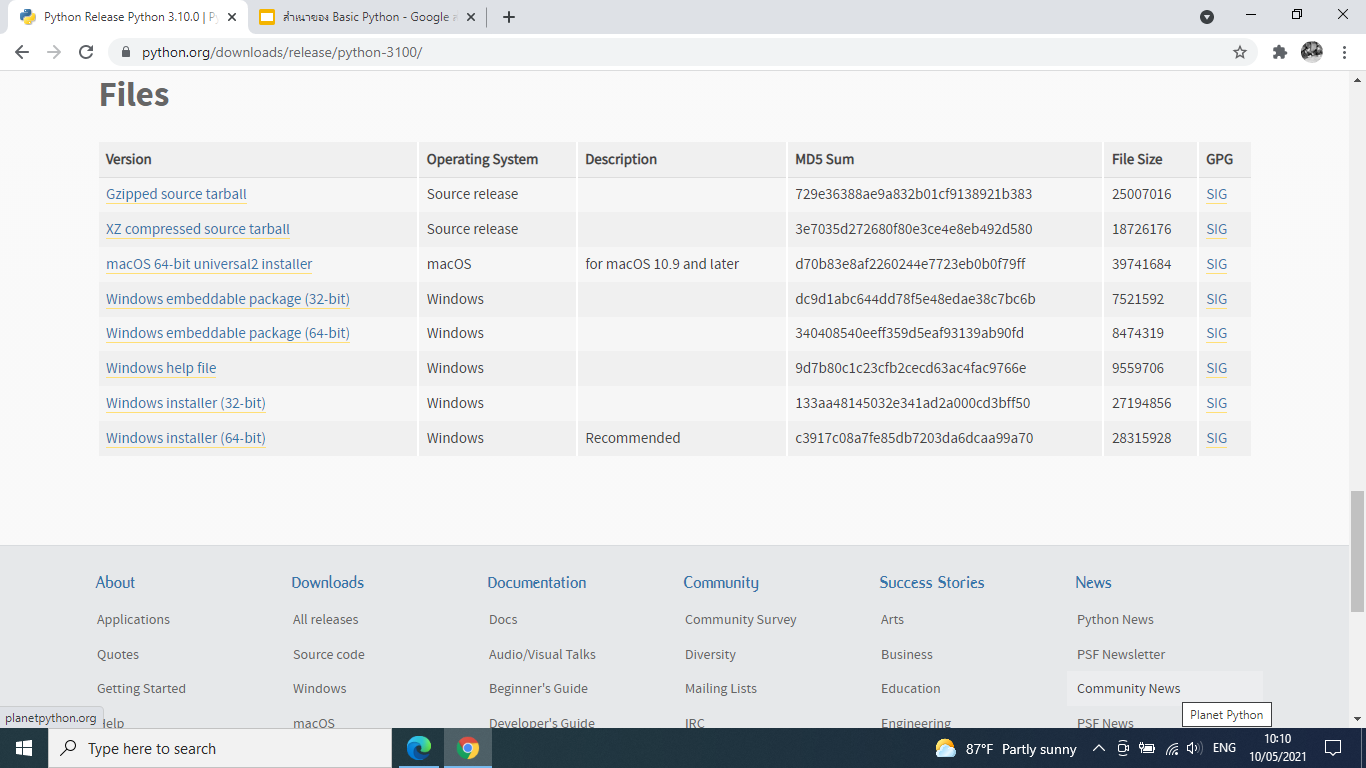 Python Release Python 3.10.0 | Py
สำเนาของ Basic Python - Google ส
python.org/downloads/release/python-3100/
Files
Version Operating System Description MD5 Sum File Size GPG
Gzipped source tarball Source release 729e36388ae9a832b01cf9138921b383 25007016 SIG
XZ compressed source tarball Source release 3e7035d272680f80e3ce4e8eb492d580 18726176 SIG
macOS 64-bit universal2 installer macOS for macOS 10.9 and later d70b83e8af2260244e7723eb0b0f79ff 39741684 SIG
Windows embeddable package (32-bit) Windows dc9d1abc644dd78f5e48edae38c7bc6b 7521592 SIG
Windows embeddable package (64-bit) Windows 340408540eeff359d5eaf93139ab90fd 8474319 SIG
Windows help file Windows 9d7b80c1c23cfb2cecd63ac4fac9766e 9559706 SIG
Windows installer (32-bit) Windows 133aa48145032e341ad2a000cd3bff50 27194856 SIG
Windows installer (64-bit) Windows Recommended c3917c08a7fe85db7203da6dcaa99a70 28315928 SIG
About Downloads Documentation Community Success Stories News
Applications All releases Docs Community Survey Arts Python News
Quotes Source code Audio/Visual Talks Diversity Business PSF Newsletter
Getting Started Windows Beginner's Guide Mailing Lists Education Community News
Help macOS Developer's Guide IRC Engineering PSF News
planetpython.org
Planet Python
Type here to search
87°F Partly sunny
ENG
10:10
10/05/2021